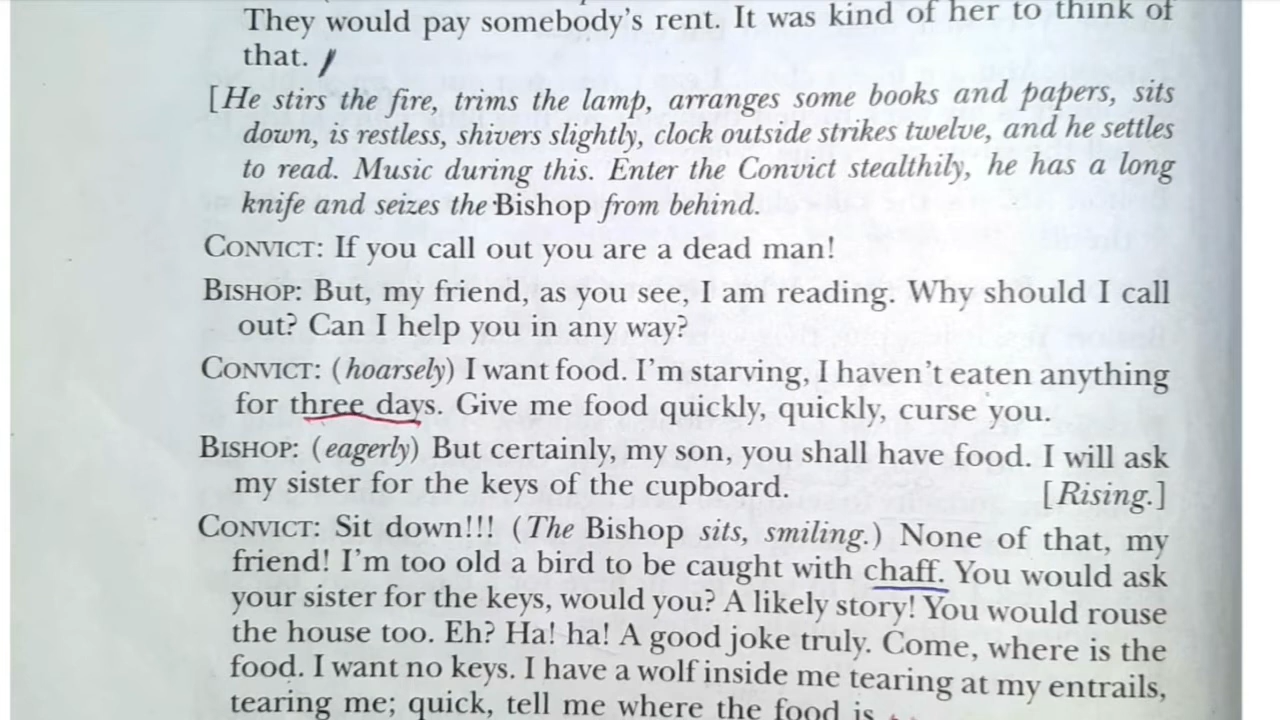 They would pay somebody's rent. It was kind of her to think of
that.
[He stirs the fire, trims the lamp, arranges some books and papers, sits
down, is restless, shivers slightly, clock outside strikes twelve, and he settles
to read. Music during this. Enter the Convict stealthily, he has a long
knife and seizes the Bishop from behind.
CONVICT: If you call out you are a dead man!
BISHOP: But, my friend, as you see, I am reading. Why should I call
out? Can I help you in any way?
CONVICT: (hoarsely) I want food. I'm starving, I haven't eaten anything
for three days. Give me food quickly, quickly, curse you.
BISHOP: (eagerly) But certainly, my son, you shall have food. I will ask
my sister for the keys of the cupboard. [Rising.]
CONVICT: Sit down!!! (The Bishop sits, smiling.) None of that, my
friend! I'm too old a bird to be caught with chaff. You would ask
your sister for the keys, would you? A likely story! You would rouse
the house too. Eh? Ha! ha! A good joke truly. Come, where is the
food. I want no keys. I have a wolf inside me tearing at my entrails,
tearing me; quick, tell me where the food is